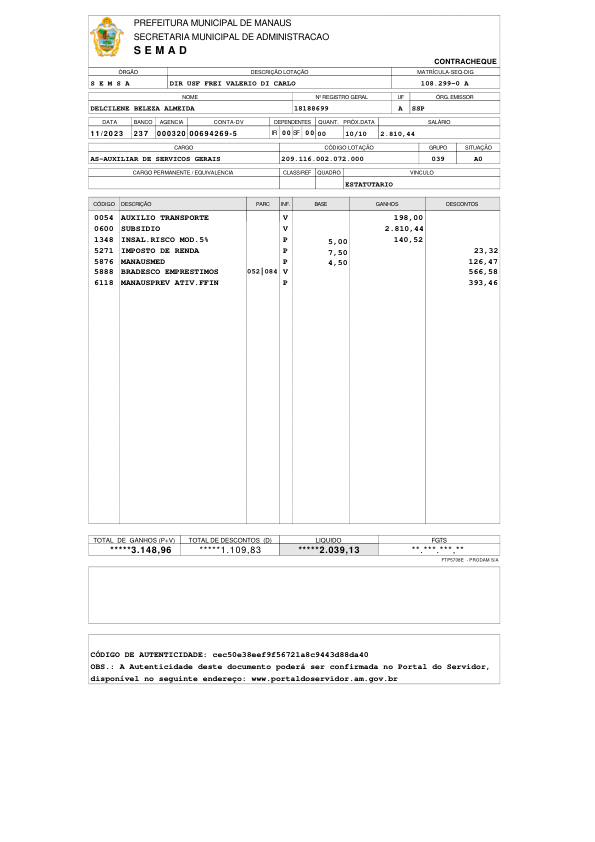 PREFEITURA MUNICIPAL DE MANAUS
SECRETARIA MUNICIPAL DE ADMINISTRACAO
S E M A D
CONTRACHEQUE
ÓRGÃO DESCRIÇÃO LOTAÇÃO MATRÍCULA-SEQ-DIG
S E M S A DIR USF FREI VALERIO DI CARLO 108.299-0 A
NOME Nº REGISTRO GERAL UF ÓRG. EMISSOR
DELCILENE BELEZA ALMEIDA 18188699 A SSP
DATA BANCO AGENCIA CONTA-DV DEPENDENTES QUANT. PRÓX.DATA SALÁRIO
11/2023 237 000320 00694269-5 IR 00 SF 00 00 10/10 2.810,44
CARGO CÓDIGO LOTAÇÃO GRUPO SITUAÇÃO
AS-AUXILIAR DE SERVICOS GERAIS 209.116.002.072.000 039 A0
CARGO PERMANENTE / EQUIVALENCIA CLASS/REF QUADRO VÍNCULO
ESTATUTARIO
CÓDIGO DESCRIÇÃO PARC INF. BASE GANHOS DESCONTOS
0054 AUXILIO TRANSPORTE V 198,00
0600 SUBSIDIO V 2.810,44
1348 INSAL.RISCO MOD.5% P 5,00 140,52
5271 IMPOSTO DE RENDA P 7,50 23,32
5876 MANAUSMED P 4,50 126,47
5888 BRADESCO EMPRESTIMOS 052|084 V 566,58
6118 MANAUSPREV ATIV.FFIN P 393,46
TOTAL DE GANHOS (P+V) TOTAL DE DESCONTOS (D) LIQUIDO FGTS
*****3.148,96 *****1.109,83 *****2.039,13 **.***.***,**
FTP5708E - PRODAM S/A
CÓDIGO DE AUTENTICIDADE: cec50e38eef9f56721a8c9443d88da40
OBS.: A Autenticidade deste documento poderá ser confirmada no Portal do Servidor,
disponível no seguinte endereço: www.portaldoservidor.am.gov.br